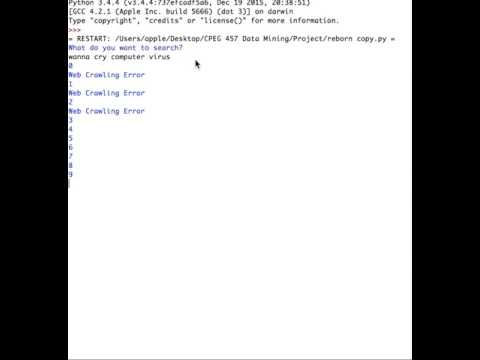 Python 3.4.4 (v3.4.4:737efcadf5a6, Dec 19 2015, 20:38:51)
[GCC 4.2.1 (Apple Inc. build 5666) (dot 3)] on darwin
Type "copyright", "credits" or "license()" for more information.
>>>
= RESTART: /Users/apple/Desktop/CPEG 457 Data Mining/Project/reborn copy.py =
What do you want to search?
wanna cry computer virus
0
Web Crawling Error
1
Web Crawling Error
2
Web Crawling Error
3
4
5
6
7
8
9